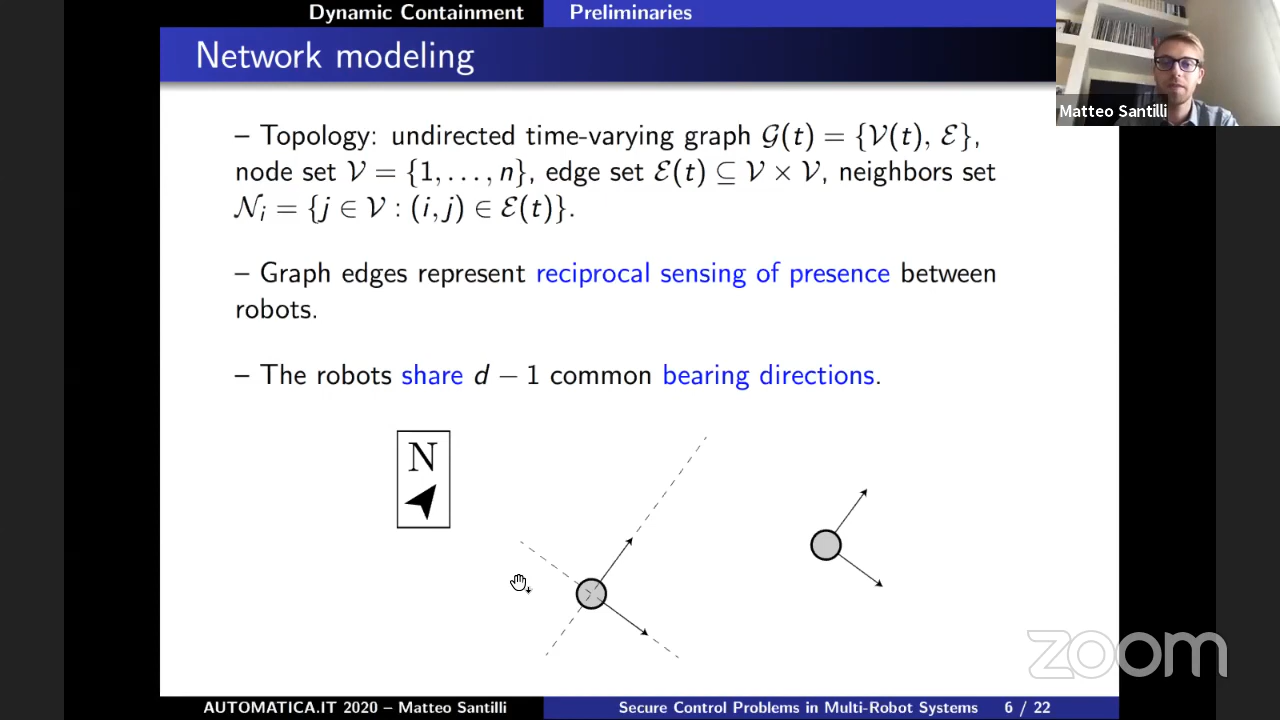 Dynamic Containment Preliminaries
Network modeling
Matteo Santilli
– Topology: undirected time-varying graph 𝒢(t) = {𝒱(t), ℰ},
node set 𝒱 = {1, . . . , n}, edge set ℰ(t) ⊆ 𝒱 × 𝒱, neighbors set
𝒩ᵢ = {j ∈ 𝒱 : (i, j) ∈ ℰ(t)}.
– Graph edges represent reciprocal sensing of presence between
robots.
– The robots share d − 1 common bearing directions.
N
zoom
AUTOMATICA.IT 2020 – Matteo Santilli Secure Control Problems in Multi-Robot Systems 6 / 22